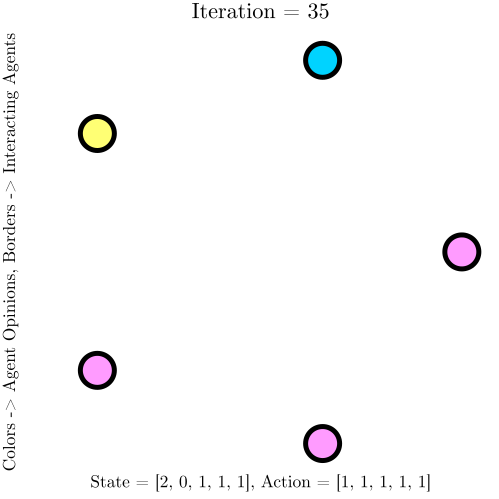 Iteration = 35
Colors -> Agent Opinions, Borders -> Interacting Agents
State = [2, 0, 1, 1, 1], Action = [1, 1, 1, 1, 1]